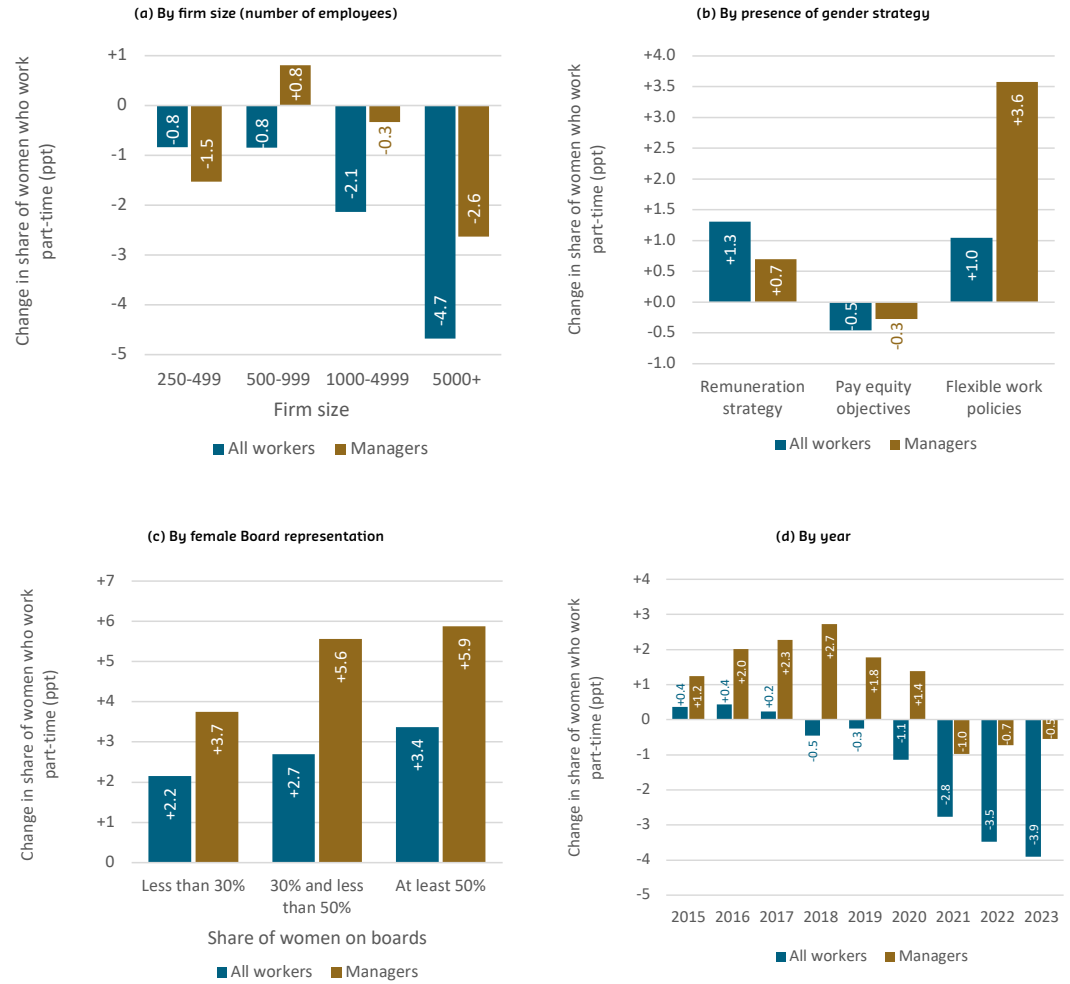 (a) By firm size (number of employees)
Change in share of women who work
part-time (ppt)
+1
0
-1
-2
-3
-4
-5
-0.8
-1.5
-0.8
+0.8
-2.1
-0.3
-4.7
-2.6
250-499 500-999 1000-4999 5000+
Firm size
All workers Managers
(b) By presence of gender strategy
Change in share of women who work
part-time (ppt)
+4.0
+3.5
+3.0
+2.5
+2.0
+1.5
+1.0
+0.5
+0.0
-0.5
-1.0
+1.3
+0.7
-0.5
-0.3
+1.0
+3.6
Remuneration
strategy
Pay equity
objectives
Flexible work
policies
All workers Managers
(c) By female Board representation
Change in share of women who work
part-time (ppt)
+7
+6
+5
+4
+3
+2
+1
0
+2.2
+3.7
+2.7
+5.6
+3.4
+5.9
Less than 30%
30% and less
than 50%
At least 50%
Share of women on boards
All workers Managers
(d) By year
Change in share of women who work
part-time (ppt)
+4
+3
+2
+1
0
-1
-2
-3
-4
-5
+0.4
+1.2
+0.4
+2.0
+0.2
+2.3
-0.5
+2.7
-0.3
+1.8
-1.1
+1.4
-2.8
-1.0
-3.5
-0.7
-3.9
-0.5
2015 2016 2017 2018 2019 2020 2021 2022 2023
All workers Managers